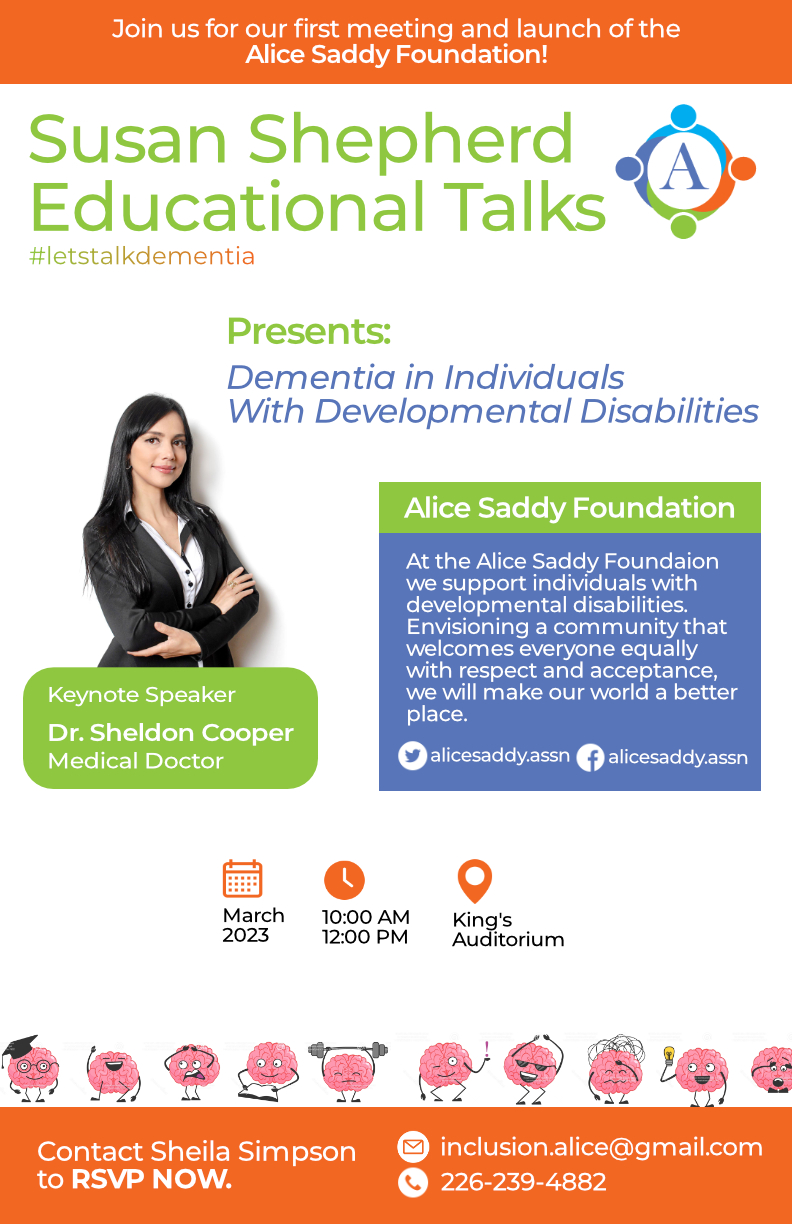 Join us for our first meeting and launch of the
Alice Saddy Foundation!
Susan Shepherd
Educational Talks
#letstalkdementia
A
Presents:
Dementia in Individuals
With Developmental Disabilities
Alice Saddy Foundation
At the Alice Saddy Foundaion
we support individuals with
developmental disabilities.
Envisioning a community that
welcomes everyone equally
with respect and acceptance,
we will make our world a better
place.
alicesaddy.assn
alicesaddy.assn
Keynote Speaker
Dr. Sheldon Cooper
Medical Doctor
March
2023
10:00 AM
12:00 PM
King's
Auditorium
Contact Sheila Simpson
to RSVP NOW.
inclusion.alice@gmail.com
226-239-4882